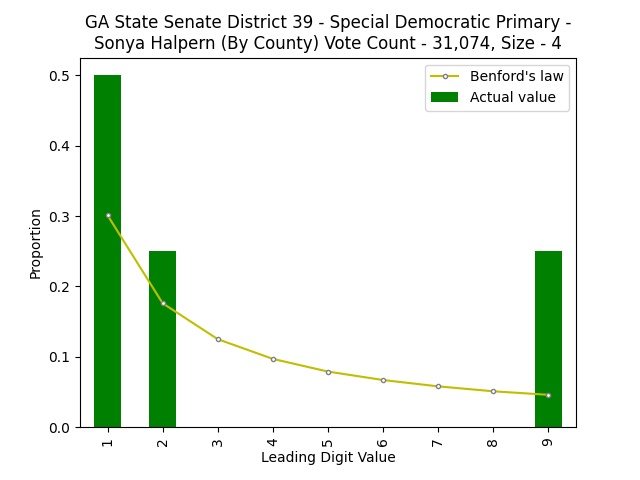 GA State Senate District 39 - Special Democratic Primary -
Sonya Halpern (By County) Vote Count - 31,074, Size - 4
Benford's law
Actual value
0.5
0.4
0.3
0.2
0.1
0.0
Proportion
1 2 3 4 5 6 7 8 9
Leading Digit Value